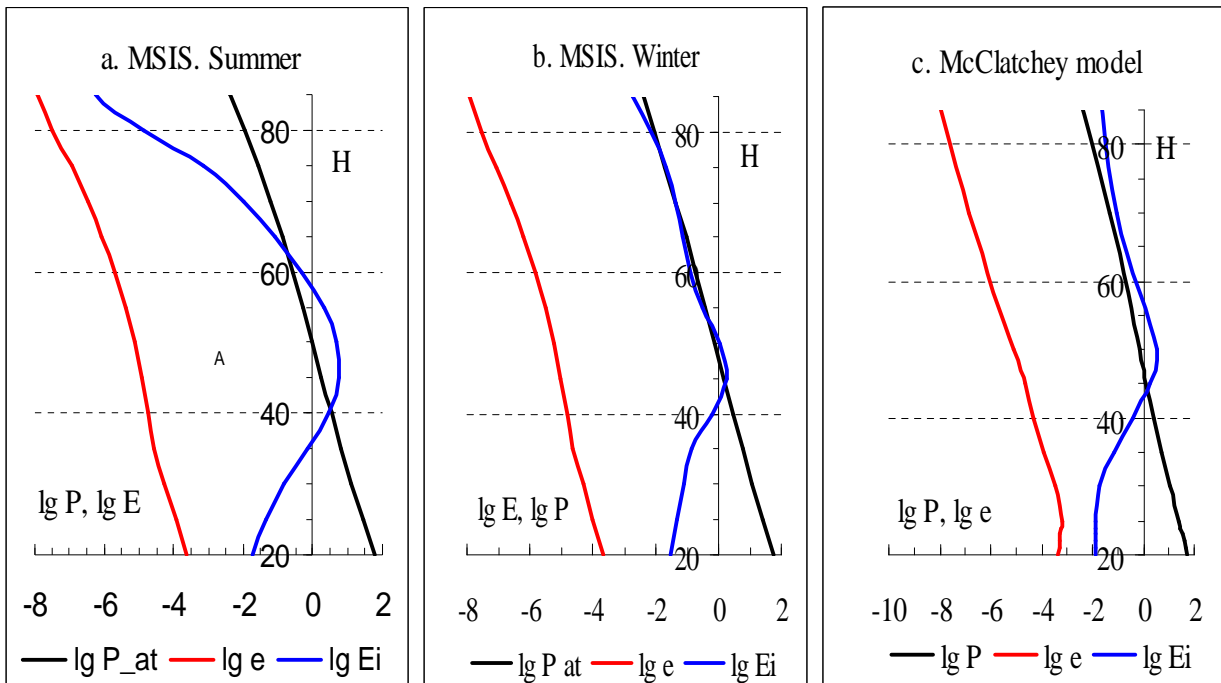 a. MSIS. Summer
80
H
60
A
40
lg P, lg E
20
-8 -6 -4 -2 0 2
lg P_at lg e lg Ei
b. MSIS. Winter
80
H
60
40
lg E, lg P
20
-8 -6 -4 -2 0 2
lg P at lg e lg Ei
c. McClatchey model
80
H
60
40
lg P, lg e
20
-10 -8 -6 -4 -2 0 2
lg P lg e lg Ei